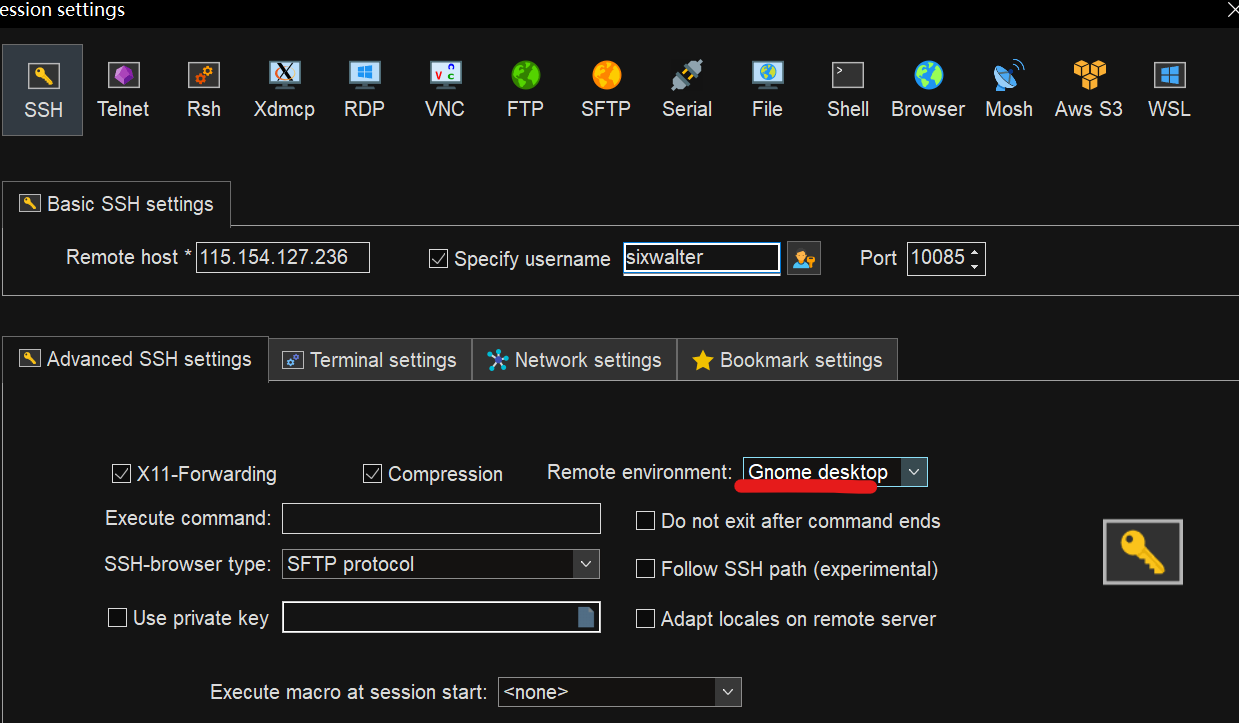 ession settings
SSH Telnet Rsh Xdmcp RDP VNC FTP SFTP Serial File Shell Browser Mosh Aws S3 WSL
Basic SSH settings
Remote host * 115.154.127.236 Specify username sixwalter Port 10085
Advanced SSH settings Terminal settings Network settings Bookmark settings
X11-Forwarding Compression Remote environment: Gnome desktop
Execute command: Do not exit after command ends
SSH-browser type: SFTP protocol Follow SSH path (experimental)
Use private key Adapt locales on remote server
Execute macro at session start: <none>